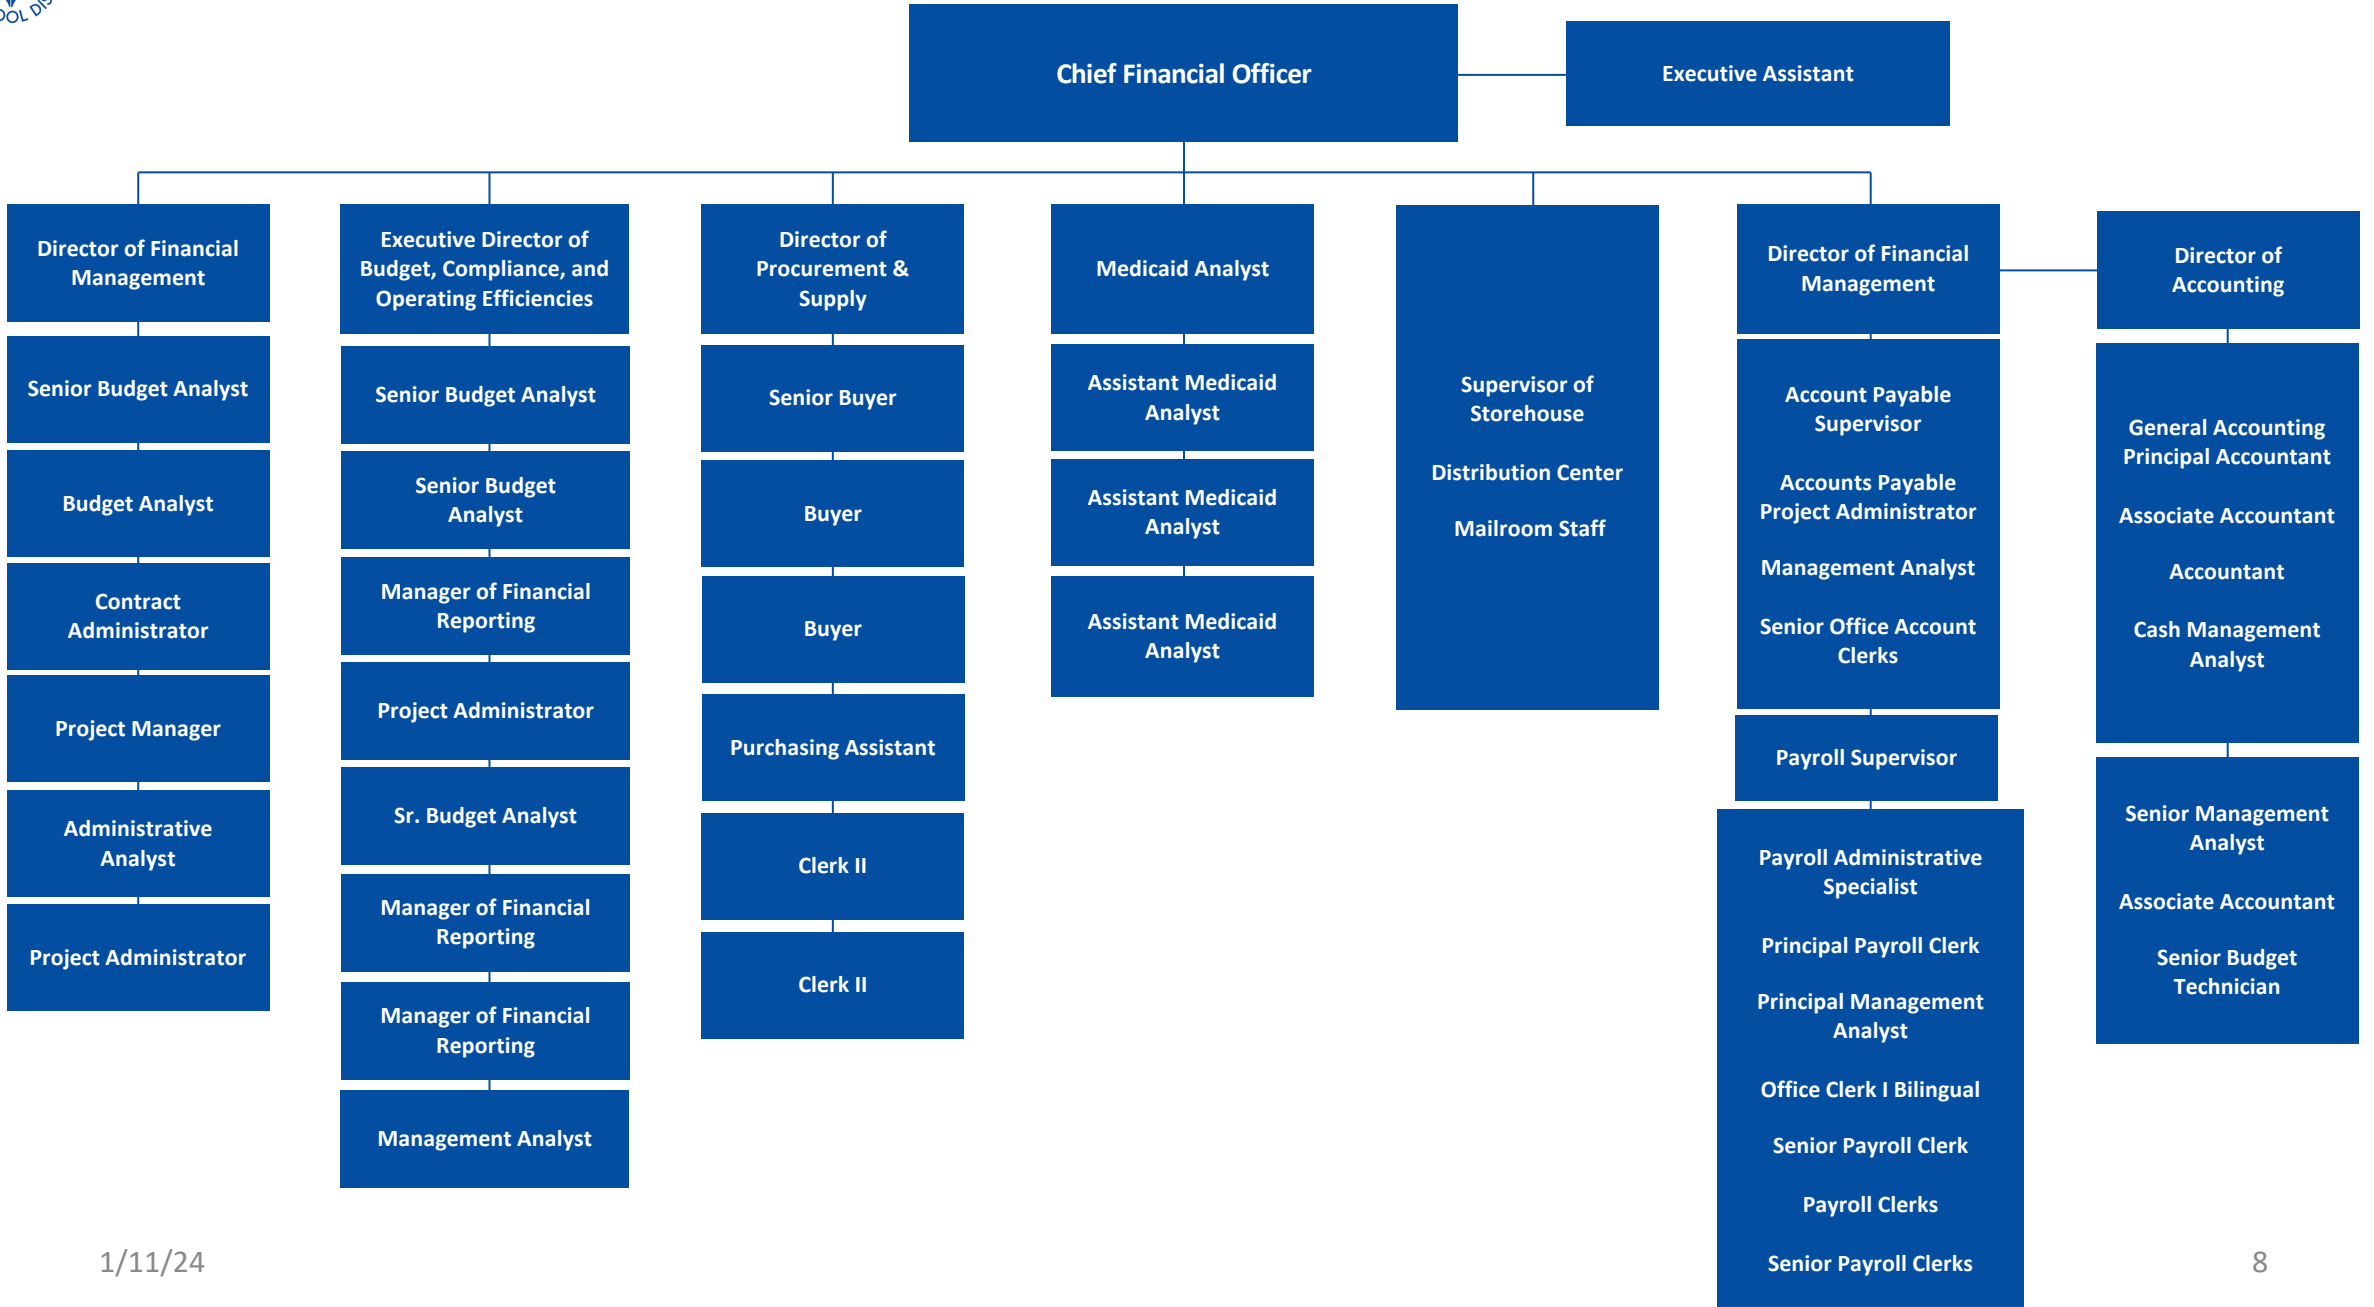 OOL DIS
Chief Financial Officer
Executive Assistant
Director of Financial
Management
Senior Budget Analyst
Budget Analyst
Contract
Administrator
Project Manager
Administrative
Analyst
Project Administrator
Executive Director of
Budget, Compliance, and
Operating Efficiencies
Senior Budget Analyst
Senior Budget
Analyst
Manager of Financial
Reporting
Project Administrator
Sr. Budget Analyst
Manager of Financial
Reporting
Manager of Financial
Reporting
Management Analyst
Director of
Procurement &
Supply
Senior Buyer
Buyer
Buyer
Purchasing Assistant
Clerk II
Clerk II
Medicaid Analyst
Assistant Medicaid
Analyst
Assistant Medicaid
Analyst
Assistant Medicaid
Analyst
Supervisor of
Storehouse
Distribution Center
Mailroom Staff
Director of Financial
Management
Account Payable
Supervisor
Accounts Payable
Project Administrator
Management Analyst
Senior Office Account
Clerks
Payroll Supervisor
Payroll Administrative
Specialist
Principal Payroll Clerk
Principal Management
Analyst
Office Clerk I Bilingual
Senior Payroll Clerk
Payroll Clerks
Senior Payroll Clerks
Director of
Accounting
General Accounting
Principal Accountant
Associate Accountant
Accountant
Cash Management
Analyst
Senior Management
Analyst
Associate Accountant
Senior Budget
Technician
1/11/24
8